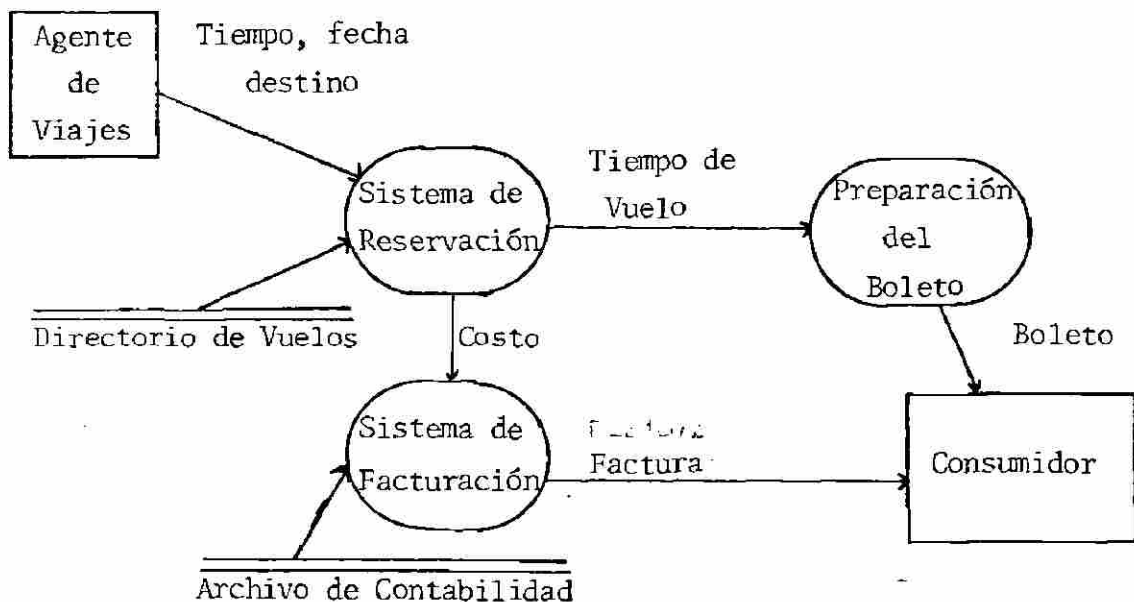 Agente
de
Viajes
Tiempo, fecha
destino
Sistema de
Reservación
Tiempo de
Vuelo
Preparación
del
Boleto
Directorio de Vuelos
Costo
Boleto
Sistema de
Facturación
Factura
Consumidor
Archivo de Contabilidad